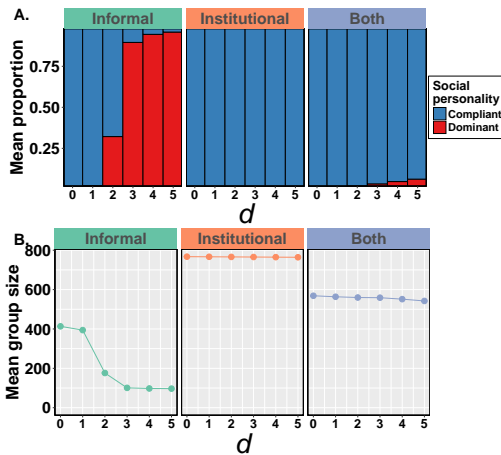 A.
Informal Institutional Both
Mean proportion
0.75
0.50
0.25
0 1 2 3 4 5 0 1 2 3 4 5 0 1 2 3 4 5
d
Social
personality
Compliant
Dominant
B.
Informal Institutional Both
Mean group size
800
600
400
200
0
0 1 2 3 4 5 0 1 2 3 4 5 0 1 2 3 4 5
d